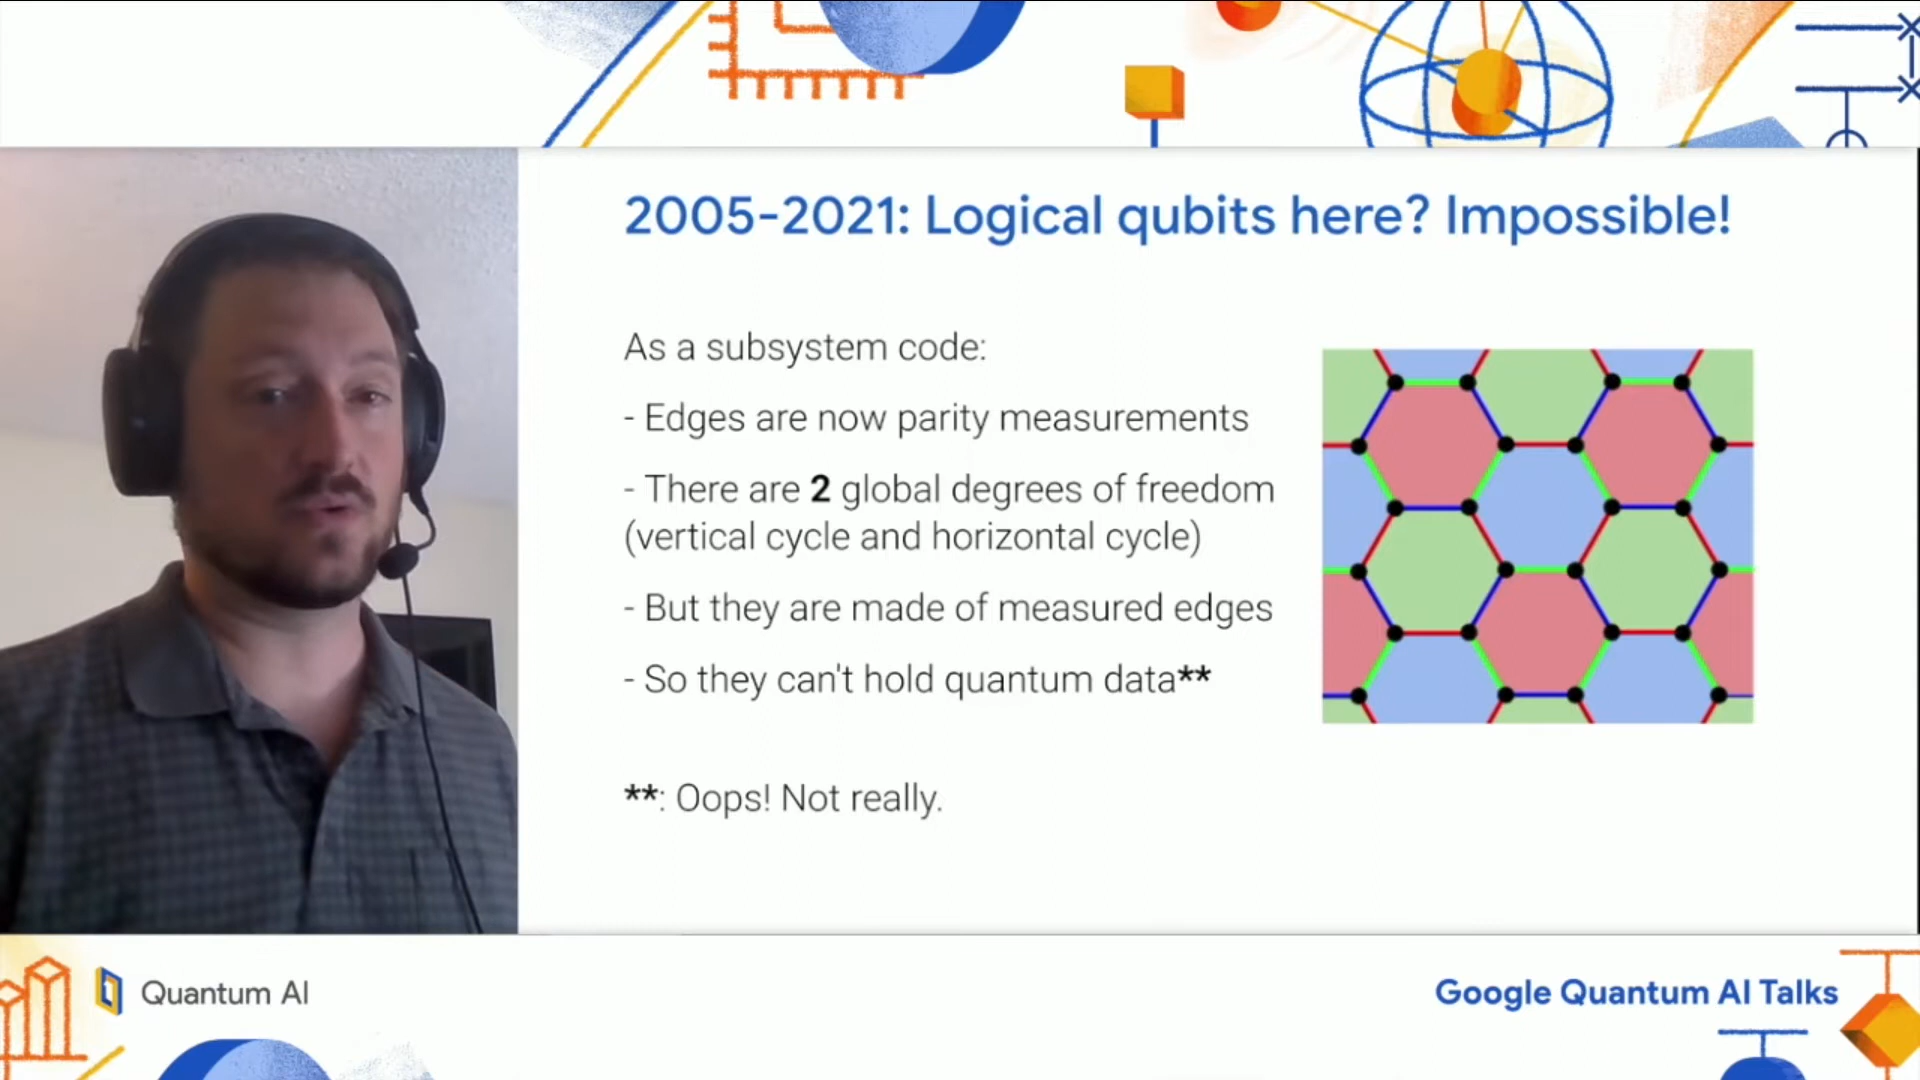 2005-2021: Logical qubits here? Impossible!
As a subsystem code:
- Edges are now parity measurements
- There are 2 global degrees of freedom
(vertical cycle and horizontal cycle)
- But they are made of measured edges
- So they can't hold quantum data**
**: Oops! Not really.
Quantum AI
Google Quantum AI Talks